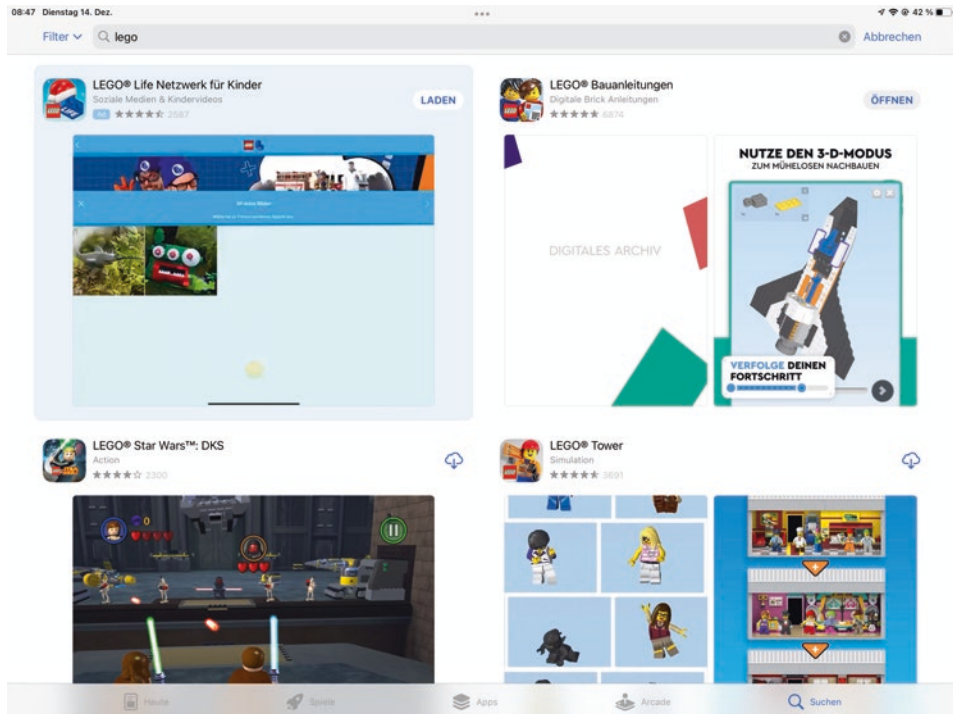 08:47 Dienstag 14. Dez.
42 %
Filter
lego
Abbrechen
LEGO® Life Netzwerk für Kinder
Soziale Medien & Kindervideos
Ad
2587
LADEN
LEGO® Bauanleitungen
Digitale Brick Anleitungen
6874
ÖFFNEN
DIGITALES ARCHIV
NUTZE DEN 3-D-MODUS
ZUM MÜHELOSEN NACHBAUEN
VERFOLGE DEINEN
FORTSCHRITT
LEGO® Star Wars™: DKS
Action
2300
0
LEGO® Tower
Simulation
3691
Heute
Spiele
Apps
Arcade
Suchen